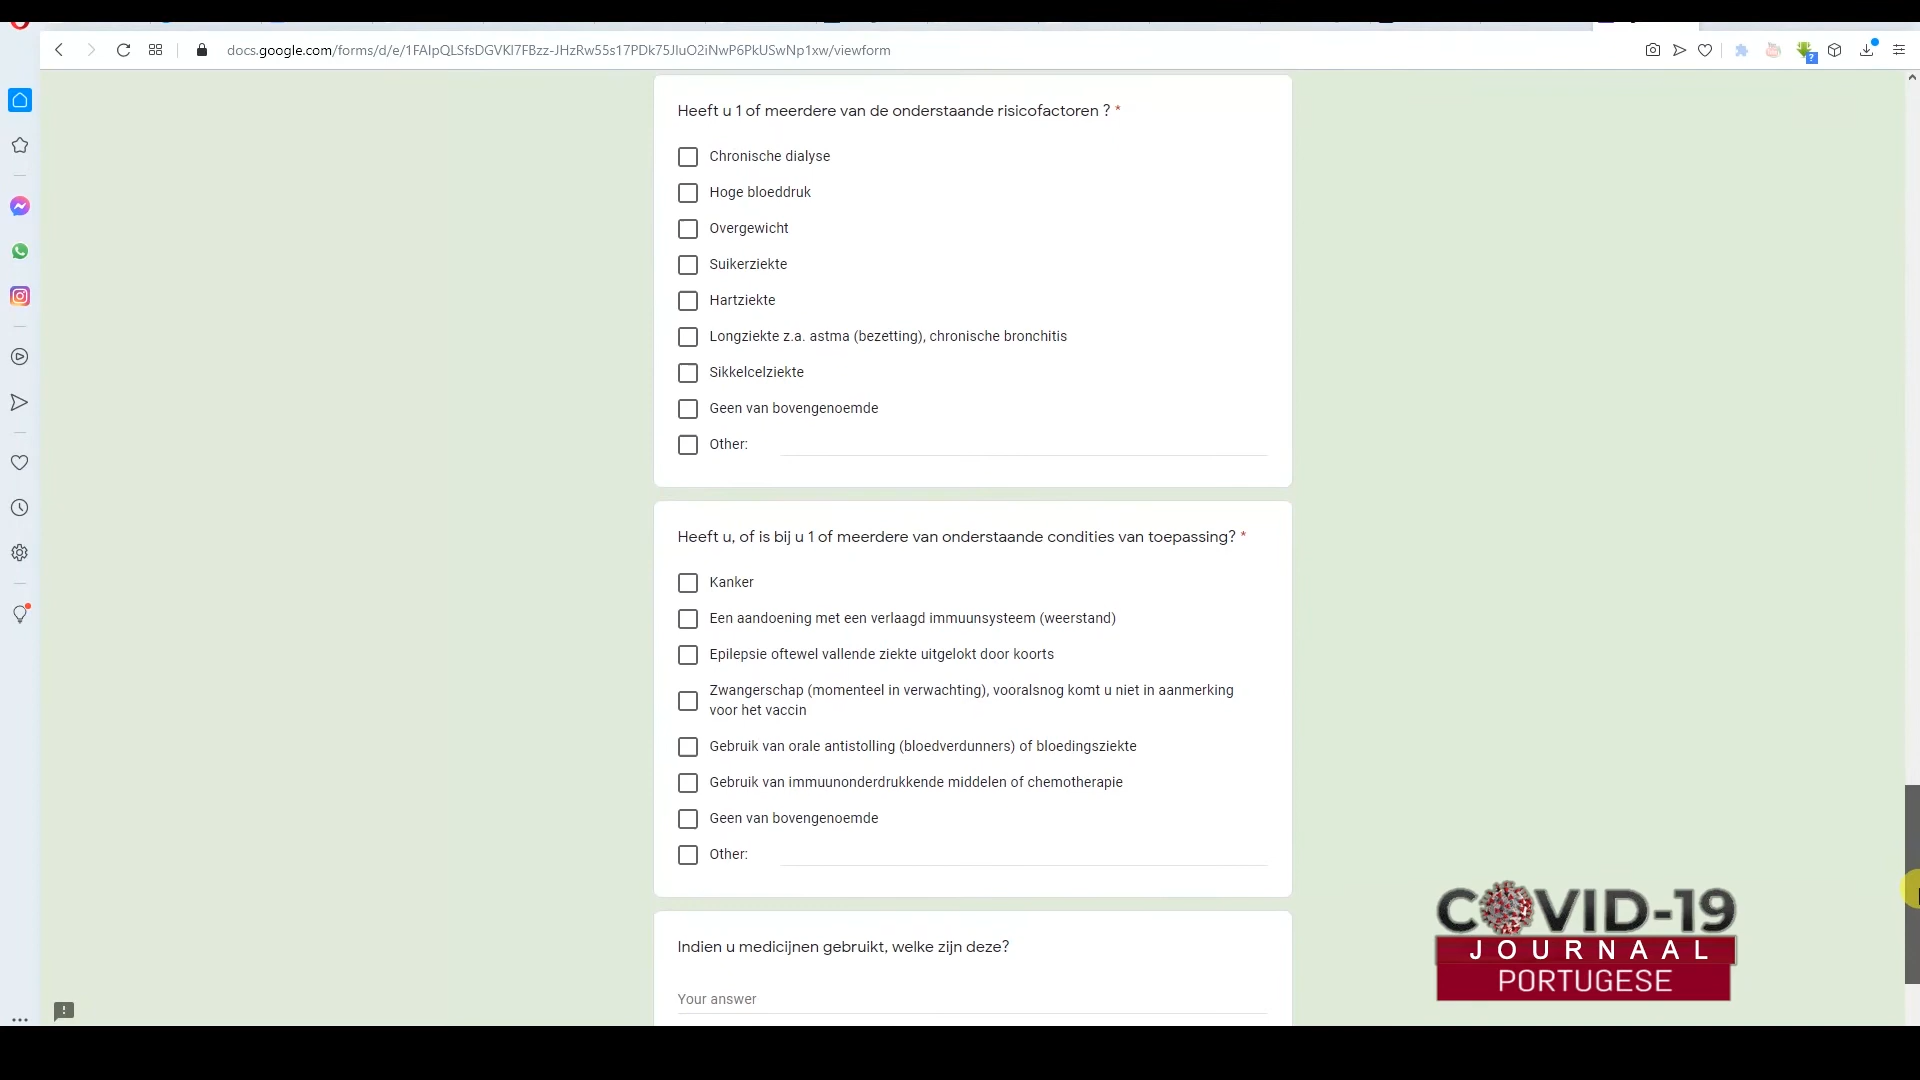 docs.google.com/forms/d/e/1FAIpQLSfsDGVKl7FBzz-JHzRw55s17PDk75JluO2iNwP6PkUSwNp1xw/viewform
Heeft u 1 of meerdere van de onderstaande risicofactoren ? *
Chronische dialyse
Hoge bloeddruk
Overgewicht
Suikerziekte
Hartziekte
Longziekte z.a. astma (bezetting), chronische bronchitis
Sikkelcelziekte
Geen van bovengenoemde
Other:
Heeft u, of is bij u 1 of meerdere van onderstaande condities van toepassing? *
Kanker
Een aandoening met een verlaagd immuunsysteem (weerstand)
Epilepsie oftewel vallende ziekte uitgelokt door koorts
Zwangerschap (momenteel in verwachting), vooralsnog komt u niet in aanmerking
voor het vaccin
Gebruik van orale antistolling (bloedverdunners) of bloedingsziekte
Gebruik van immuunonderdrukkende middelen of chemotherapie
Geen van bovengenoemde
Other:
Indien u medicijnen gebruikt, welke zijn deze?
Your answer
COVID-19
JOURNAAL
PORTUGESE